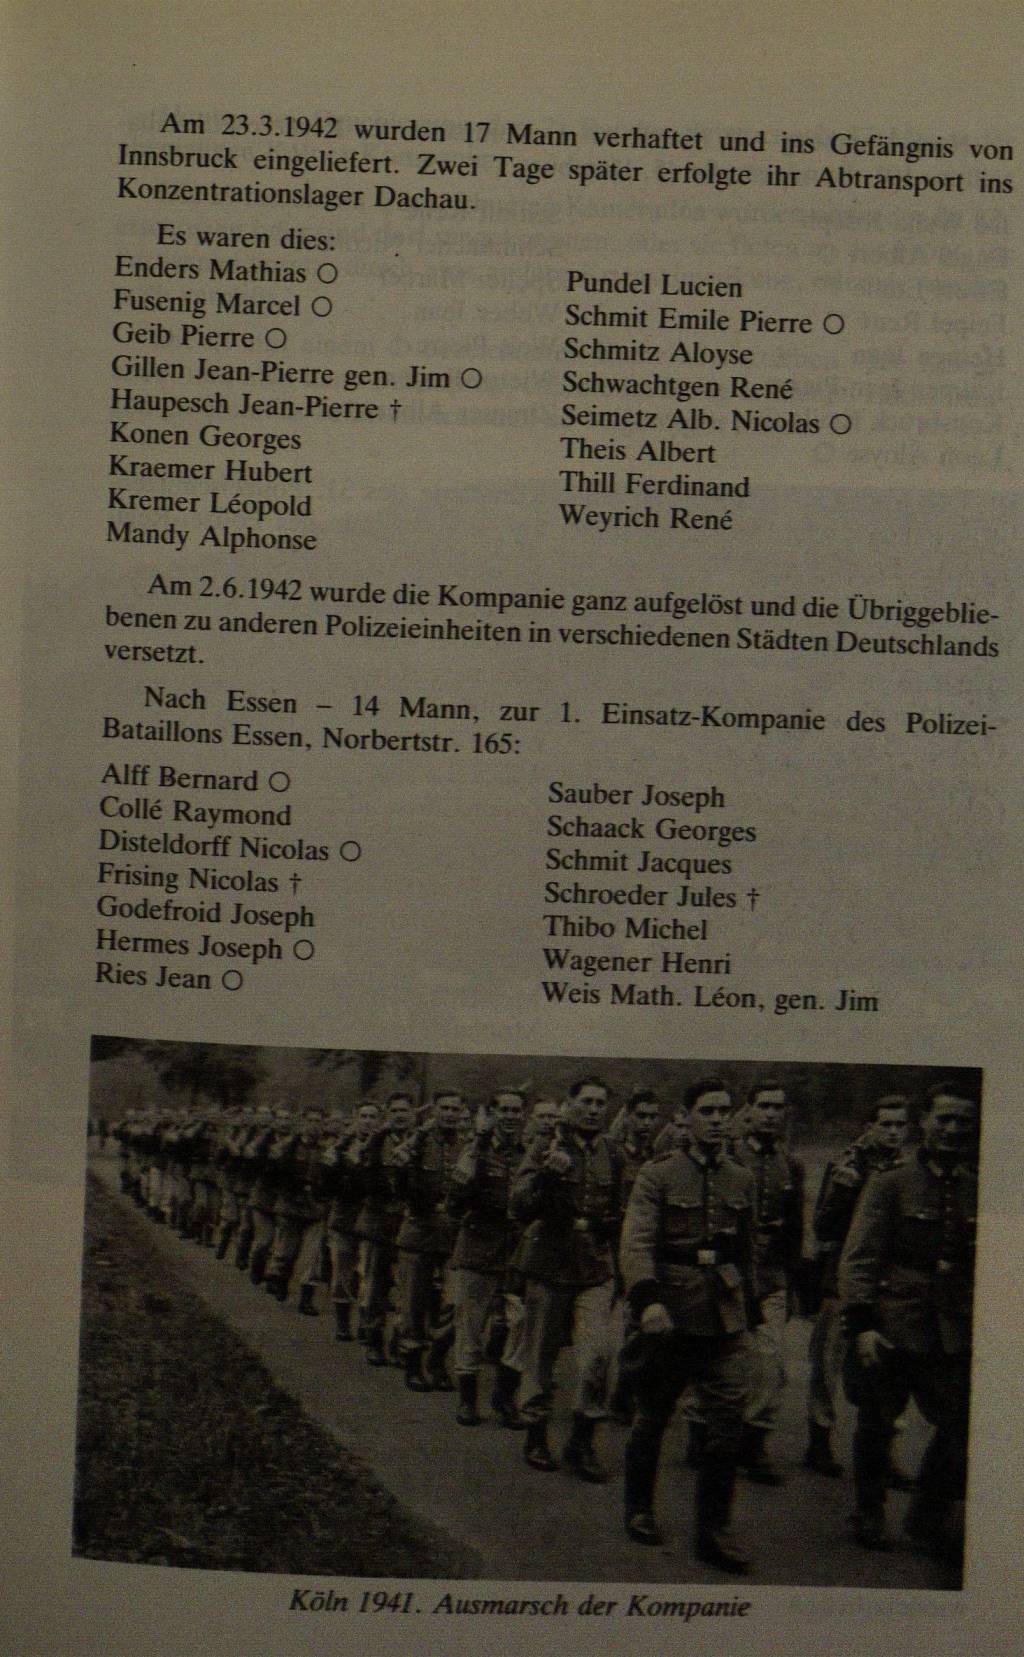 Am 23.3.1942 wurden 17 Mann verhaftet und ins Gefängnis von
Innsbruck eingeliefert. Zwei Tage später erfolgte ihr Abtransport ins
Konzentrationslager Dachau.
Es waren dies:
Enders Mathias ○
Fusenig Marcel ○
Geib Pierre ○
Gillen Jean-Pierre gen. Jim ○
Haupesch Jean-Pierre †
Konen Georges
Kraemer Hubert
Kremer Léopold
Mandy Alphonse
Pundel Lucien
Schmit Emile Pierre ○
Schmitz Aloyse
Schwachtgen René
Seimetz Alb. Nicolas ○
Theis Albert
Thill Ferdinand
Weyrich René
Am 2.6.1942 wurde die Kompanie ganz aufgelöst und die Übriggeblie-
benen zu anderen Polizeieinheiten in verschiedenen Städten Deutschlands
versetzt.
Nach Essen – 14 Mann, zur 1. Einsatz-Kompanie des Polizei-
Bataillons Essen, Norbertstr. 165:
Alff Bernard ○
Collé Raymond
Disteldorff Nicolas ○
Frising Nicolas †
Godefroid Joseph
Hermes Joseph ○
Ries Jean ○
Sauber Joseph
Schaack Georges
Schmit Jacques
Schroeder Jules †
Thibo Michel
Wagener Henri
Weis Math. Léon, gen. Jim
Köln 1941. Ausmarsch der Kompanie